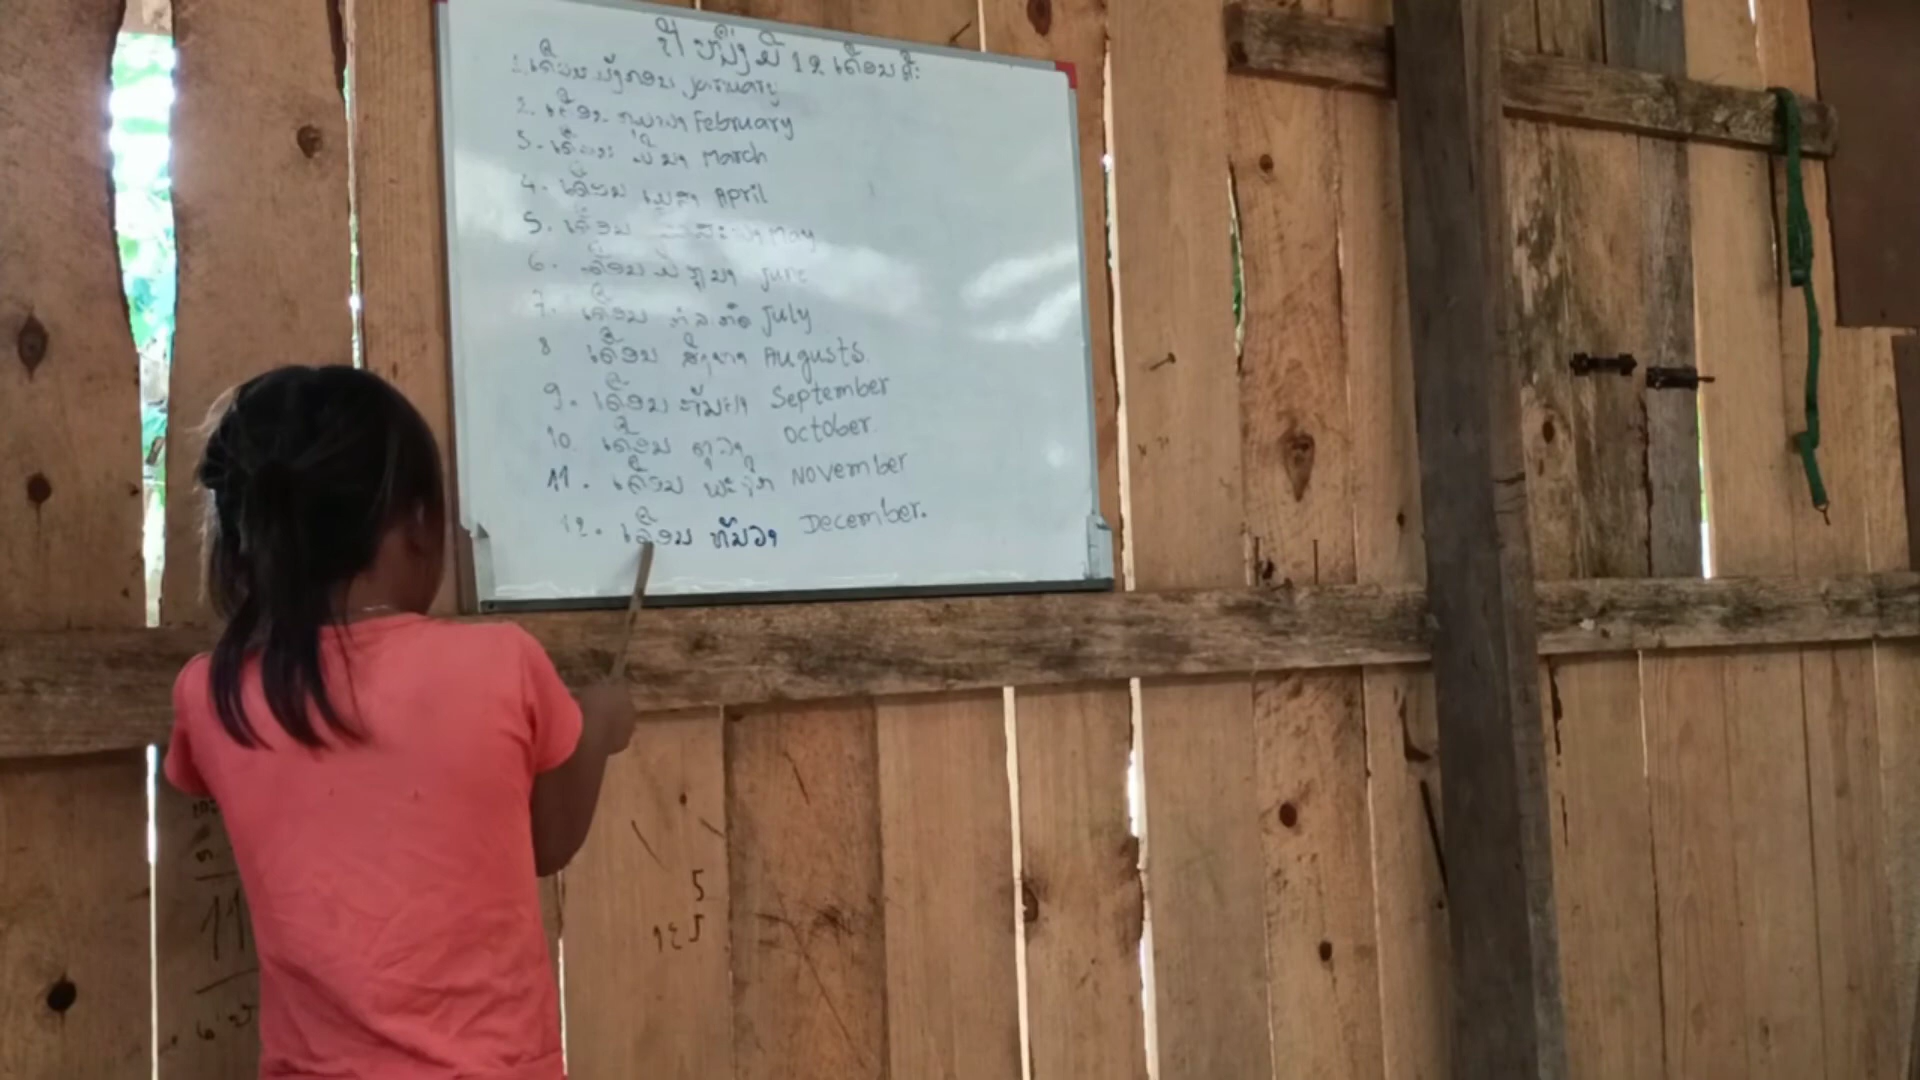 ປີ ໜຶ່ງ ມີ 12 ເດືອນ ຄື:
1. ເດືອນ ມັງກອນ January
2. ເດືອນ ກຸມພາ February
3. ເດືອນ ມີນາ March
4. ເດືອນ ເມສາ April
5. ເດືອນ May
6. ເດືອນ ມິຖຸນາ June
7. ເດືອນ ກໍລະກົດ July
8 ເດືອນ ສິງຫາ Augusts
9. ເດືອນ ກັນຍາ September
10. ເດືອນ ຕຸລາ October
11. ເດືອນ ພະຈິກ November
12. ເດືອນ ທັນວາ December.
5
125
11